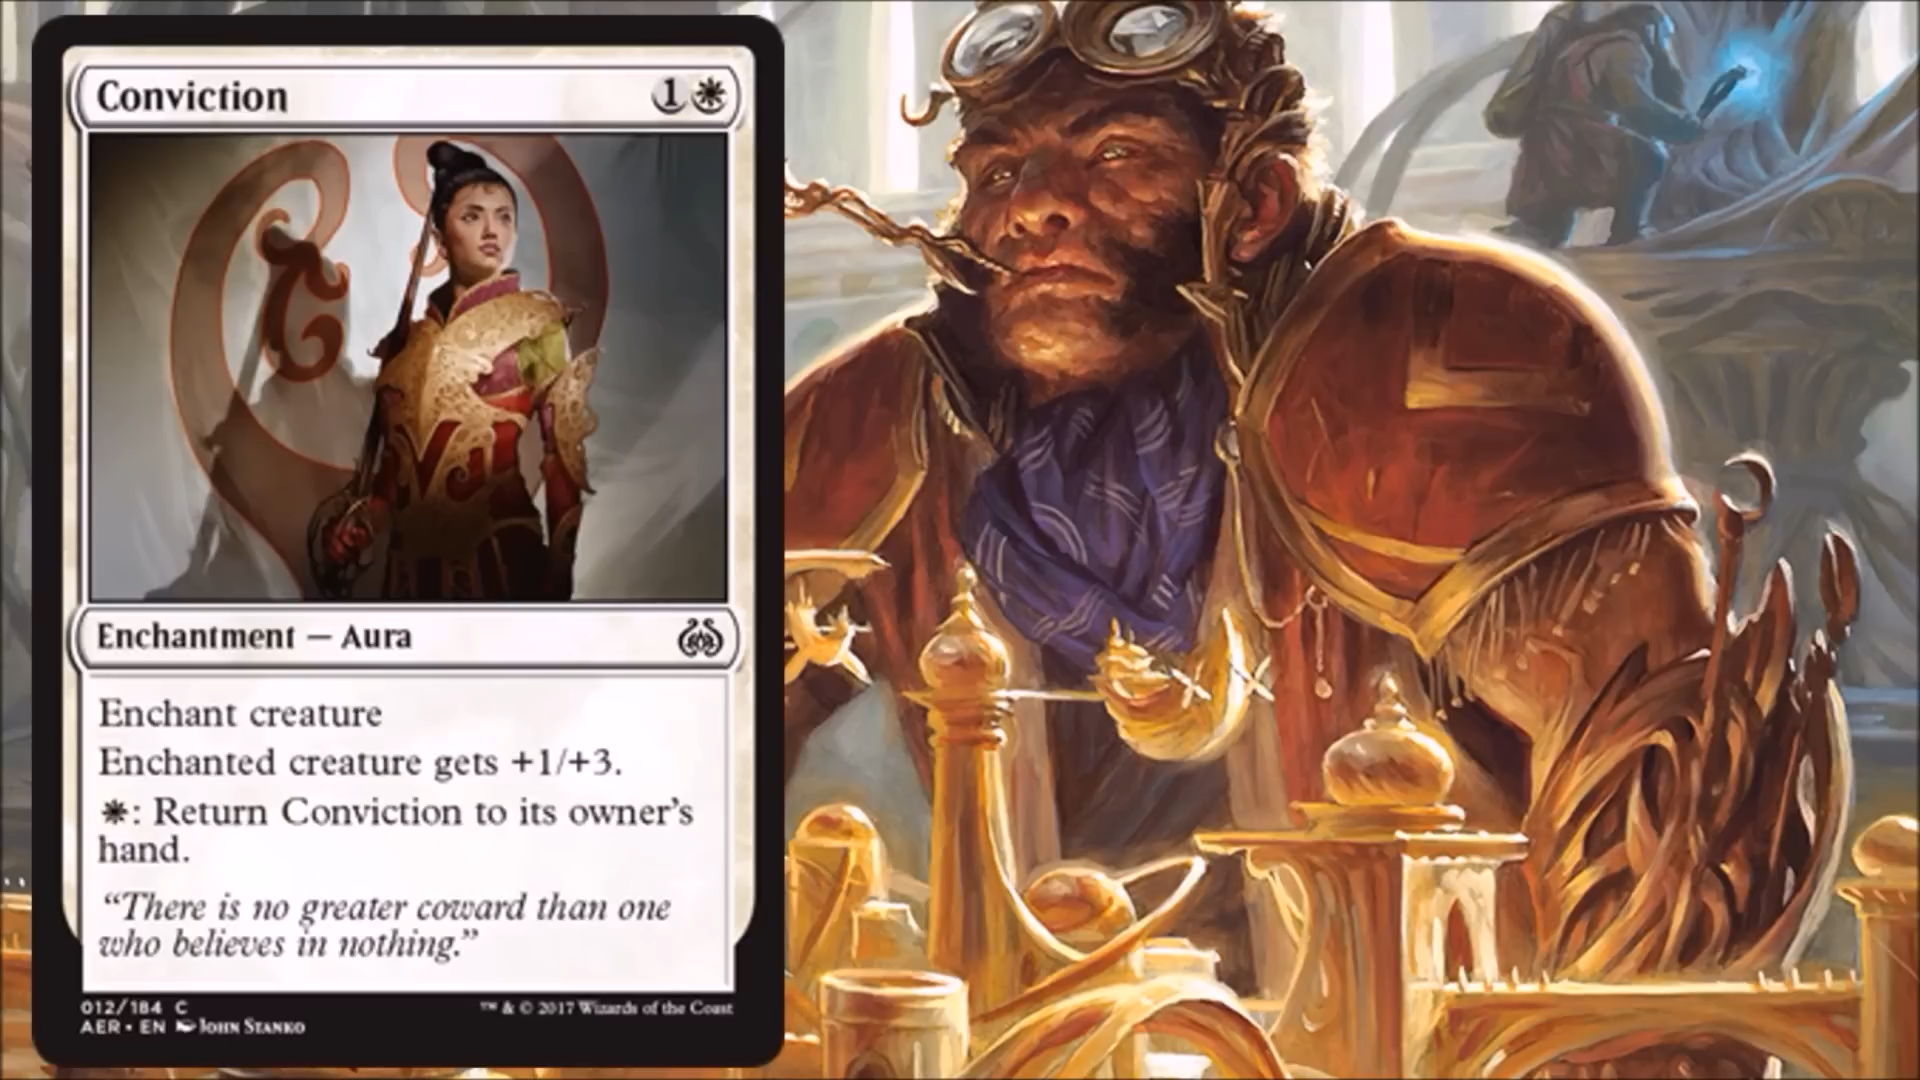 Conviction 1
Enchantment — Aura
Enchant creature
Enchanted creature gets +1/+3.
: Return Conviction to its owner's
hand.
“There is no greater coward than one
who believes in nothing.”
012/184 C
™ & © 2017 Wizards of the Coast
AER • EN John Stanko